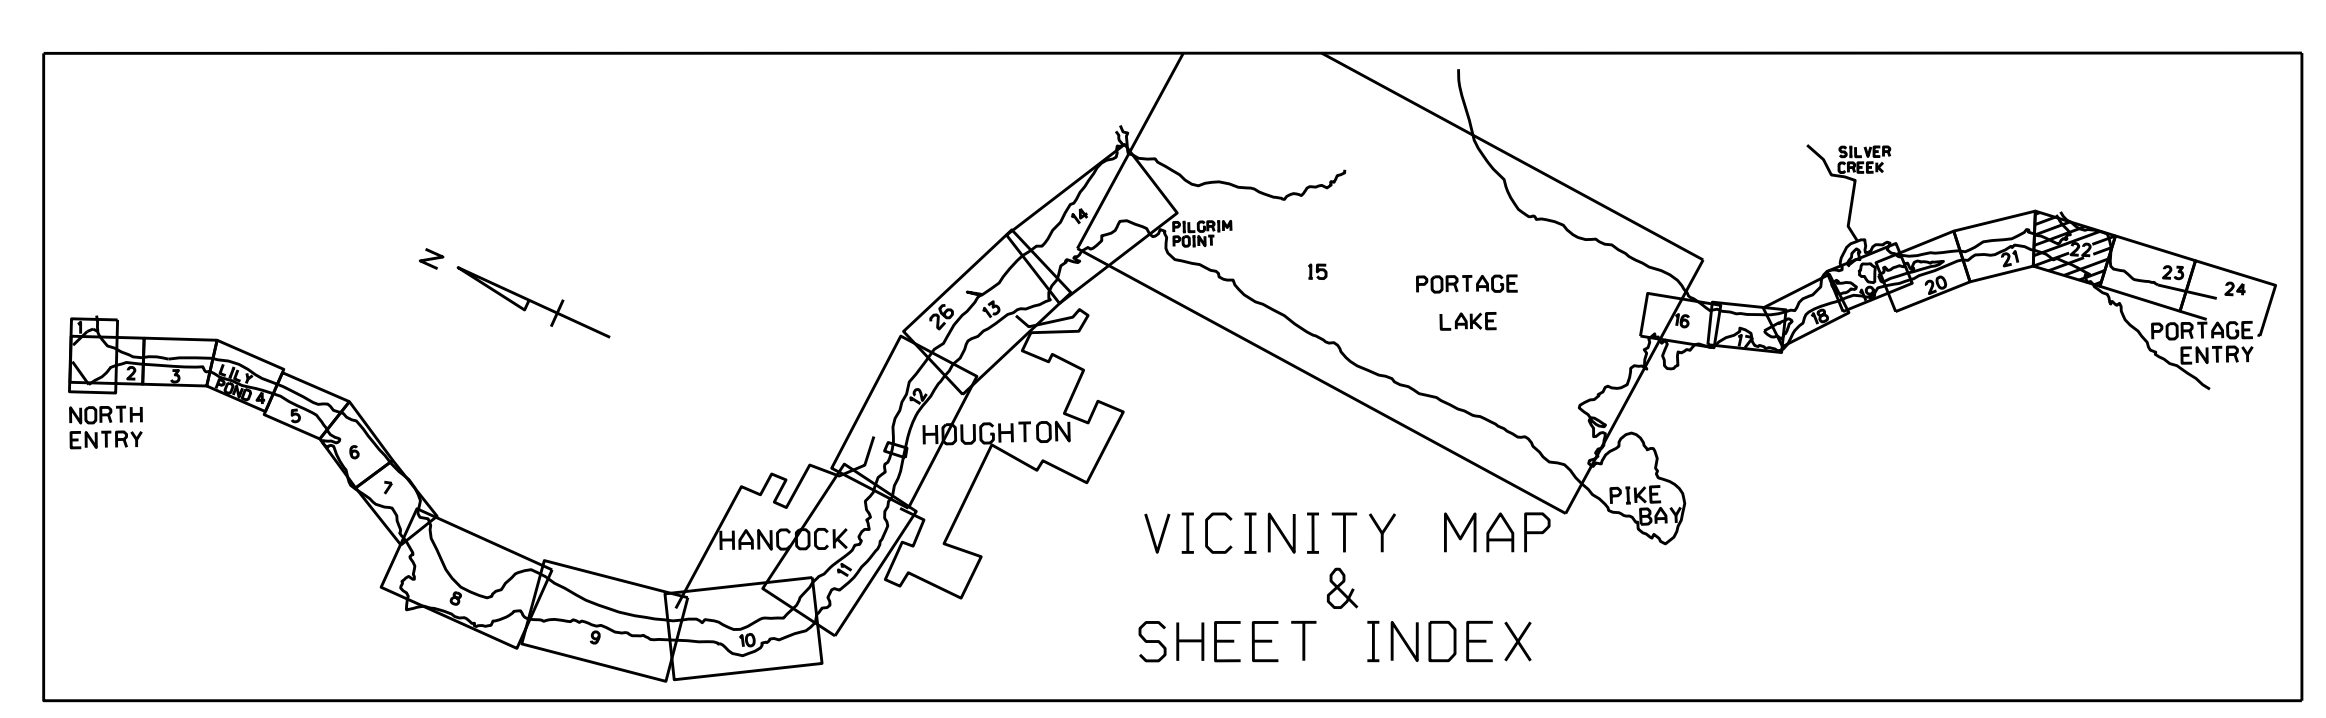 1
2
3
LILY
POND 4
5
6
7
8
9
10
11
12
13
14
26
15
16
17
18
19
20
21
22
23
24
N
NORTH
ENTRY
HANCOCK
HOUGHTON
PILGRIM
POINT
PORTAGE
LAKE
PIKE
BAY
SILVER
CREEK
PORTAGE
ENTRY
VICINITY MAP
&
SHEET INDEX